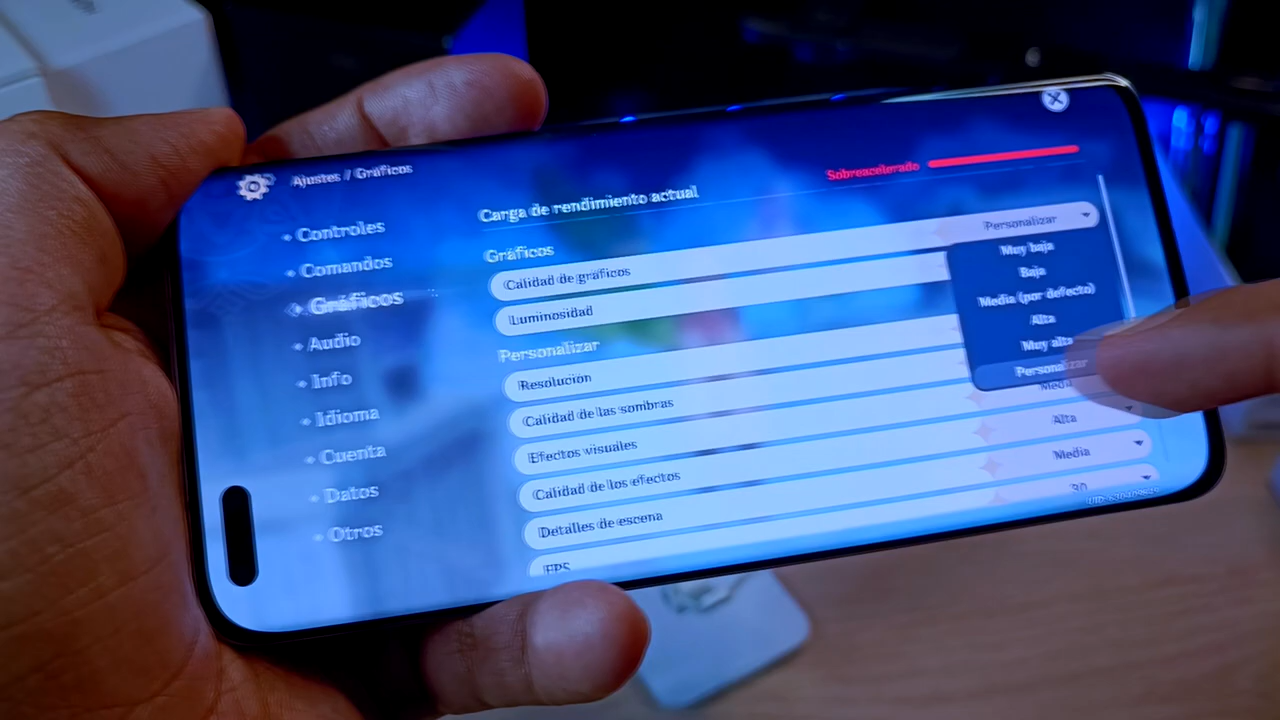 Ajustes / Gráficos
Controles
Comandos
Gráficos
Audio
Info
Idioma
Cuenta
Datos
Otros
Carga de rendimiento actual
Sobreacelerado
Gráficos
Calidad de gráficos
Personalizar
Luminosidad
Muy baja
Baja
Media (por defecto)
Alta
Muy alta
Personalizar
Personalizar
Resolución
Calidad de las sombras
Media
Efectos visuales
Alta
Calidad de los efectos
Media
Detalles de escena
30
FPS